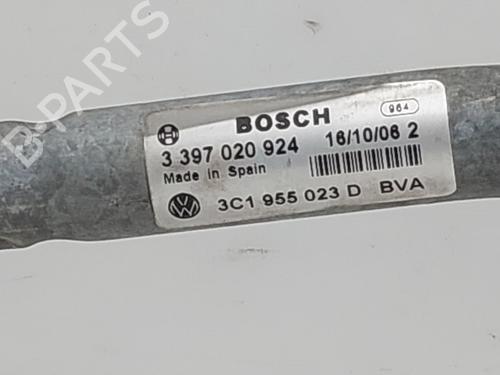 B-PARTS
BOSCH 964
3 397 020 924 16/10/06 2
Made in Spain
3C1 955 023 D BVA